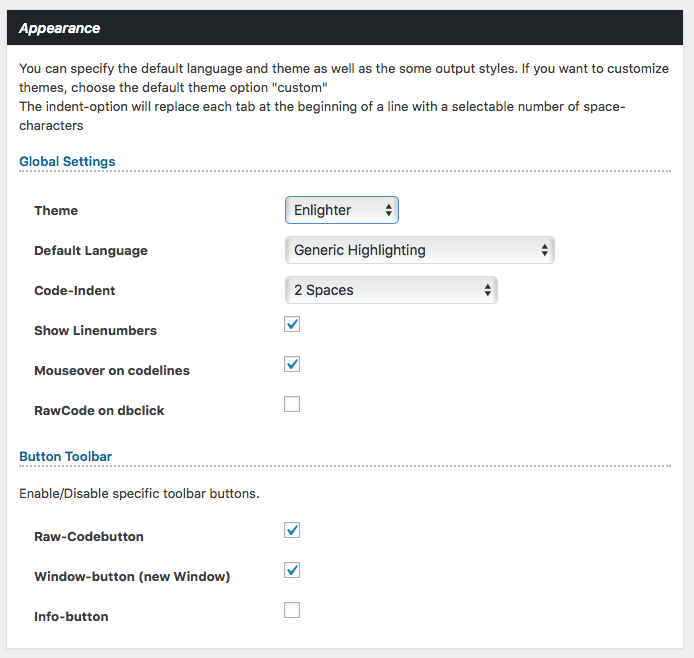 Appearance
You can specify the default language and theme as well as the some output styles. If you want to customize
themes, choose the default theme option "custom"
The indent-option will replace each tab at the beginning of a line with a selectable number of space-
characters
Global Settings
Theme Enlighter
Default Language Generic Highlighting
Code-Indent 2 Spaces
Show Linenumbers
Mouseover on codelines
RawCode on dbclick
Button Toolbar
Enable/Disable specific toolbar buttons.
Raw-Codebutton
Window-button (new Window)
Info-button